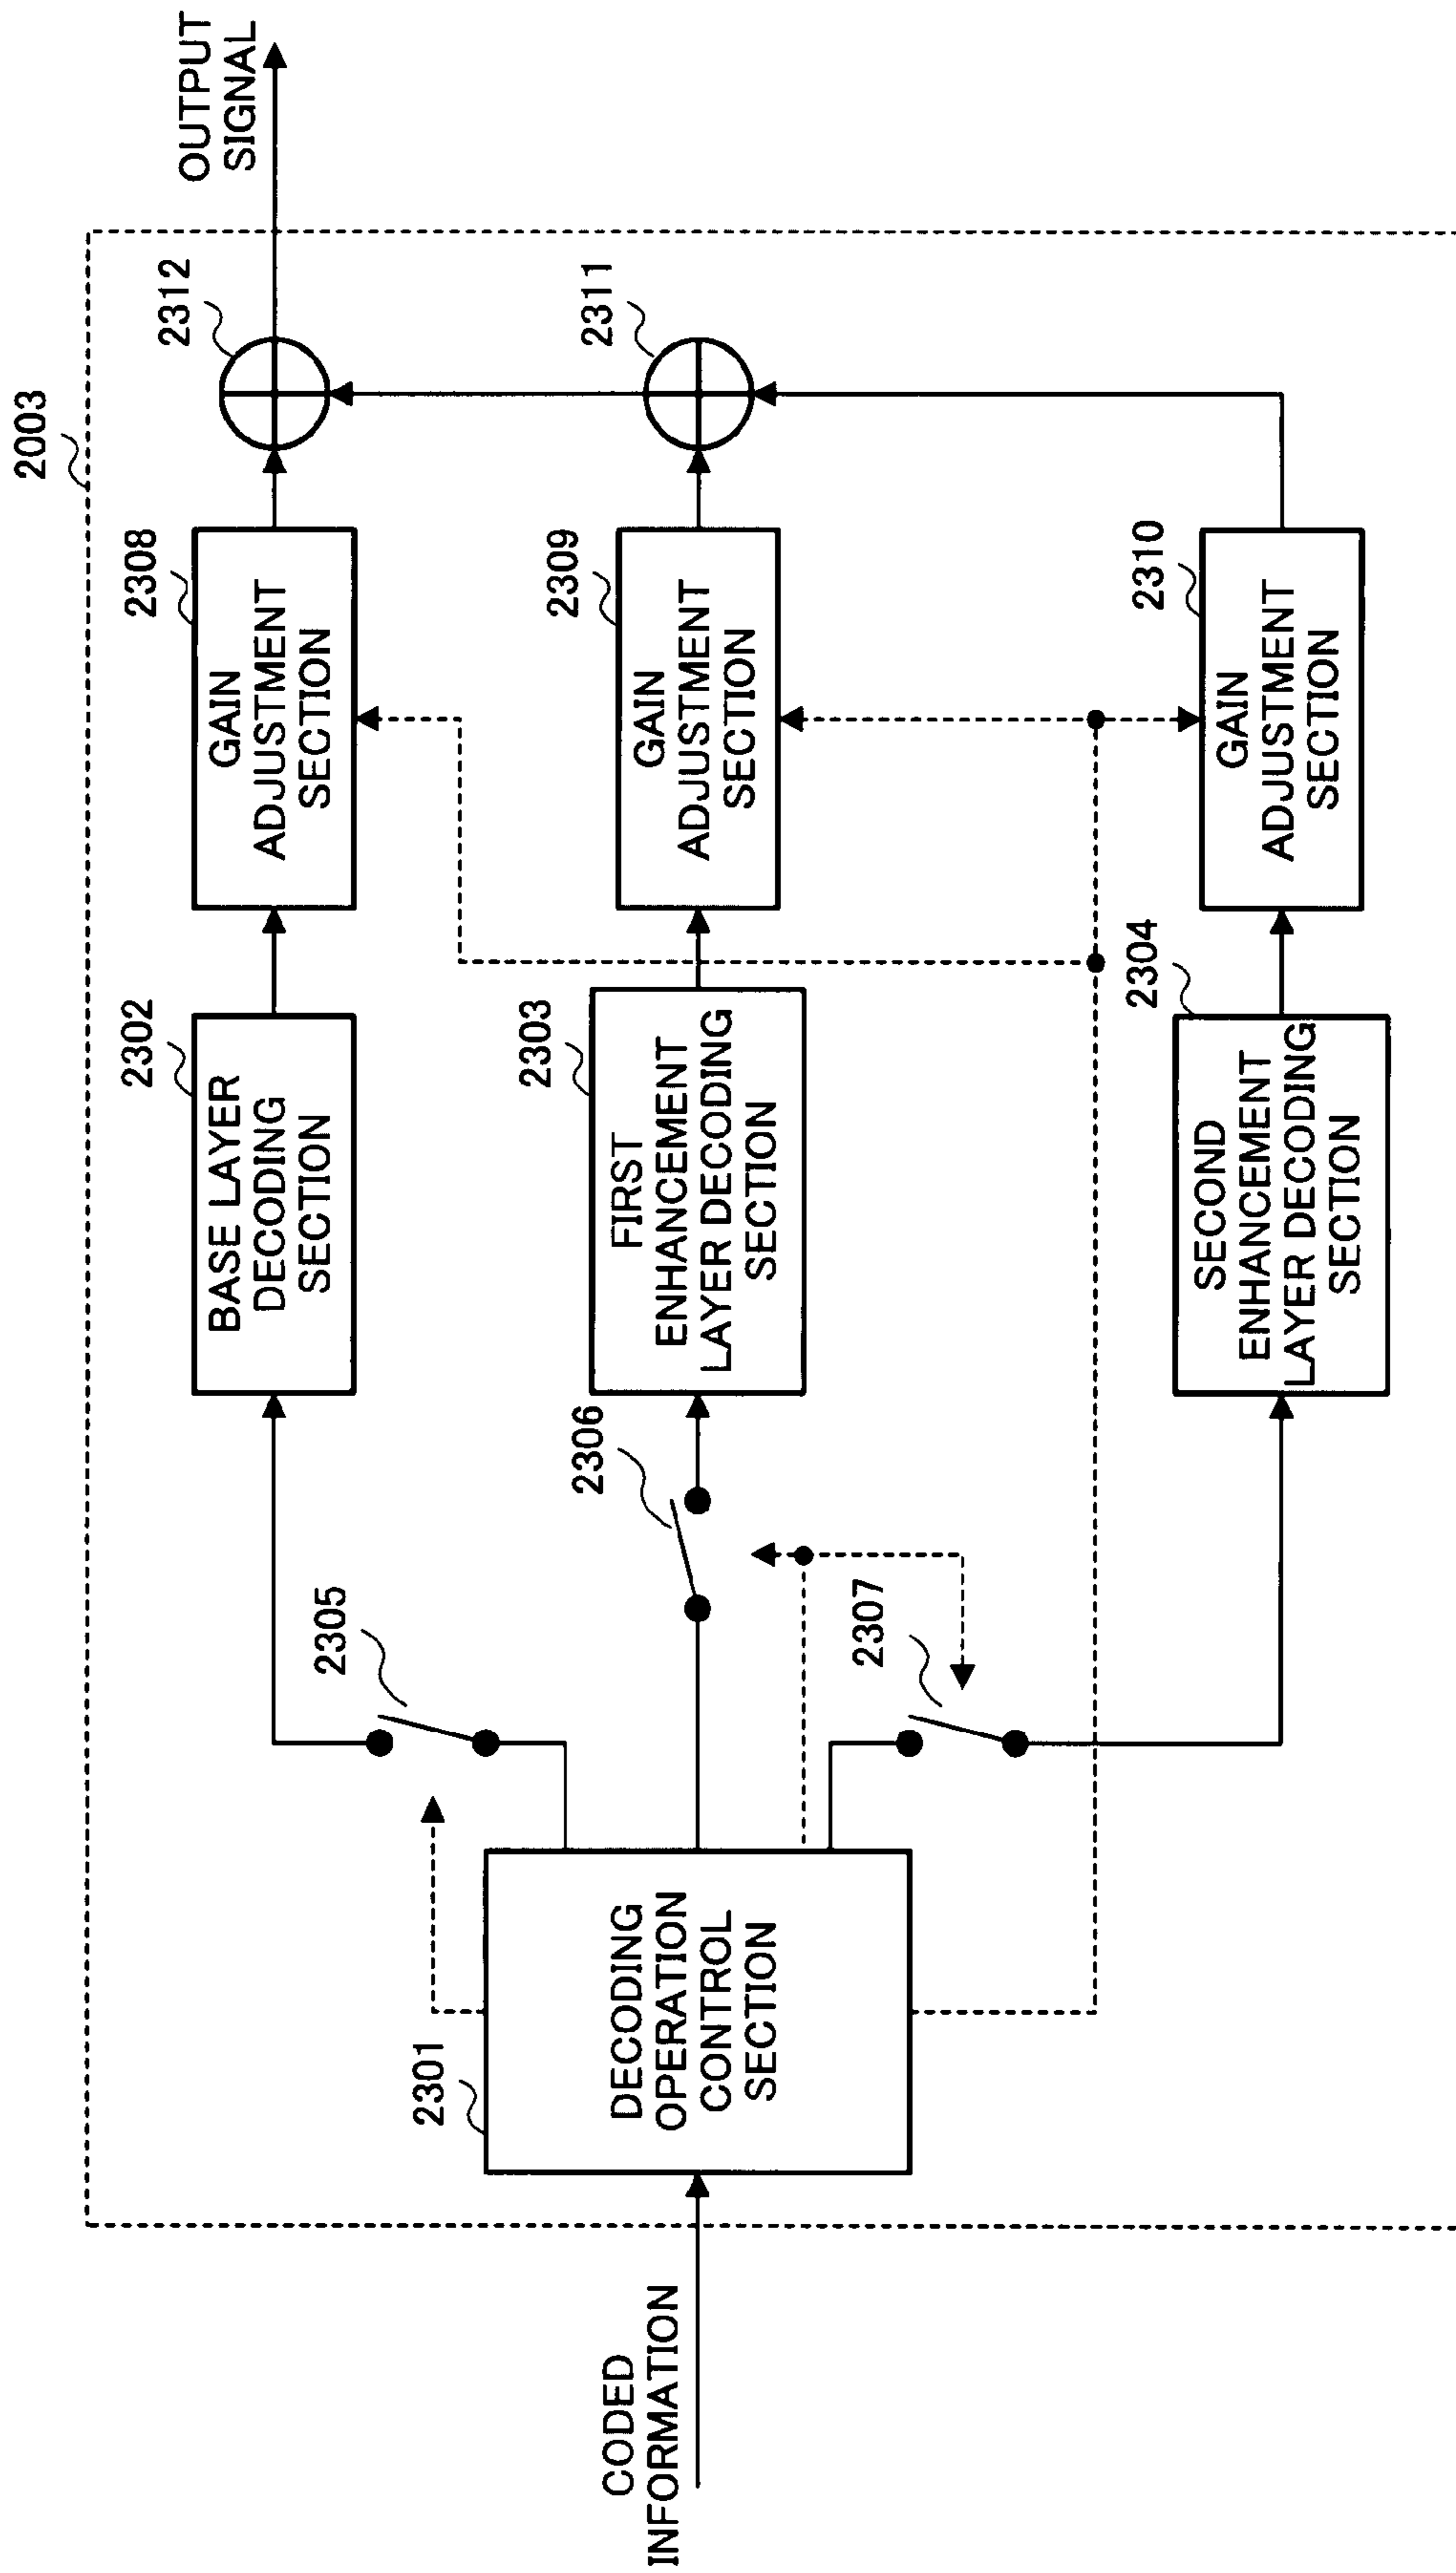 2003
CODED
INFORMATION
2301
DECODING
OPERATION
CONTROL
SECTION
2305
2306
2307
2302
BASE LAYER
DECODING
SECTION
2303
FIRST
ENHANCEMENT
LAYER DECODING
SECTION
2304
SECOND
ENHANCEMENT
LAYER DECODING
SECTION
2308
GAIN
ADJUSTMENT
SECTION
2309
GAIN
ADJUSTMENT
SECTION
2310
GAIN
ADJUSTMENT
SECTION
2312
2311
OUTPUT
SIGNAL